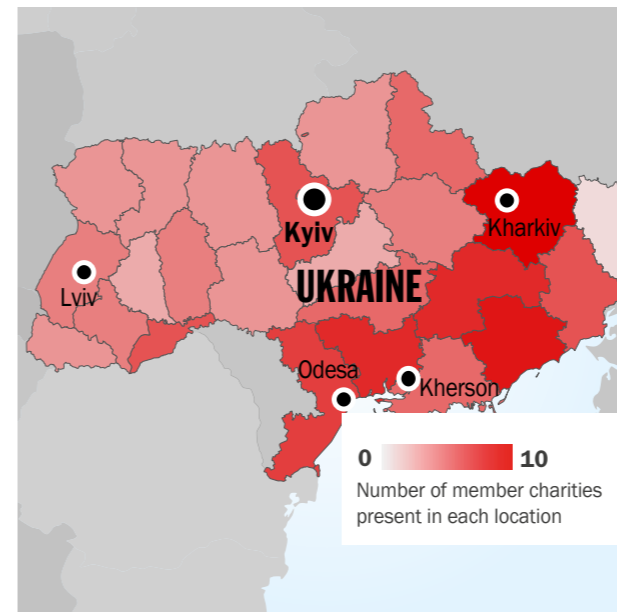 Kyiv
Kharkiv
Lviv
UKRAINE
Odesa
Kherson
0 10
Number of member charities
present in each location